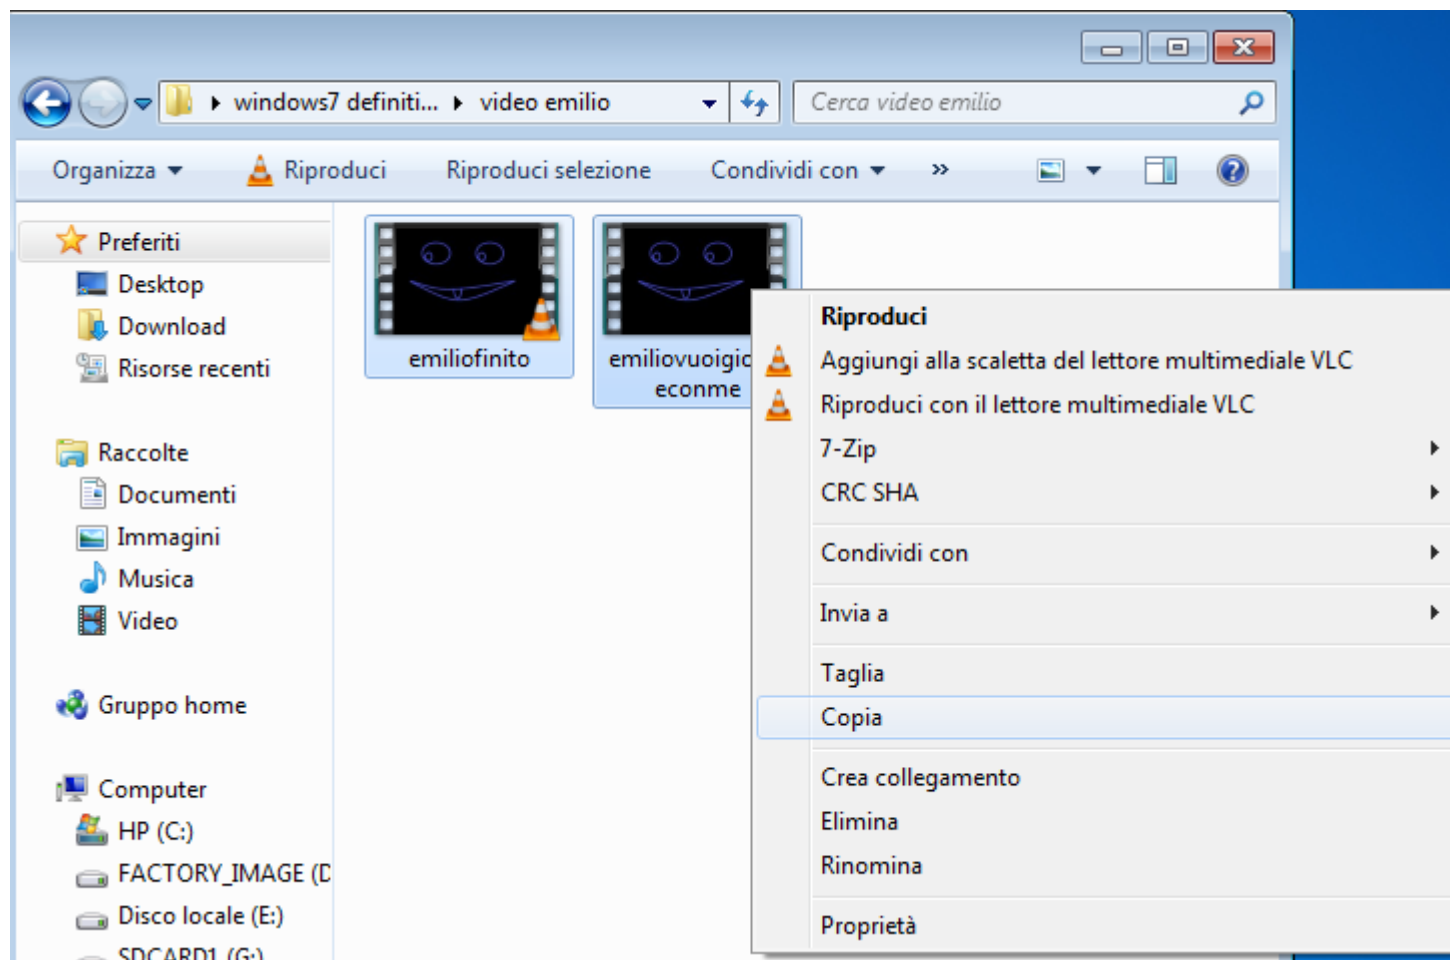 windows7 definiti... video emilio
Cerca video emilio
Organizza
Riproduci
Riproduci selezione
Condividi con
»
Preferiti
Desktop
Download
Risorse recenti
Raccolte
Documenti
Immagini
Musica
Video
Gruppo home
Computer
HP (C:)
FACTORY_IMAGE (D
Disco locale (E:)
SDCARD1 (G:)
emiliofinito
emiliovuoigio
econme
Riproduci
Aggiungi alla scaletta del lettore multimediale VLC
Riproduci con il lettore multimediale VLC
7-Zip
CRC SHA
Condividi con
Invia a
Taglia
Copia
Crea collegamento
Elimina
Rinomina
Proprietà